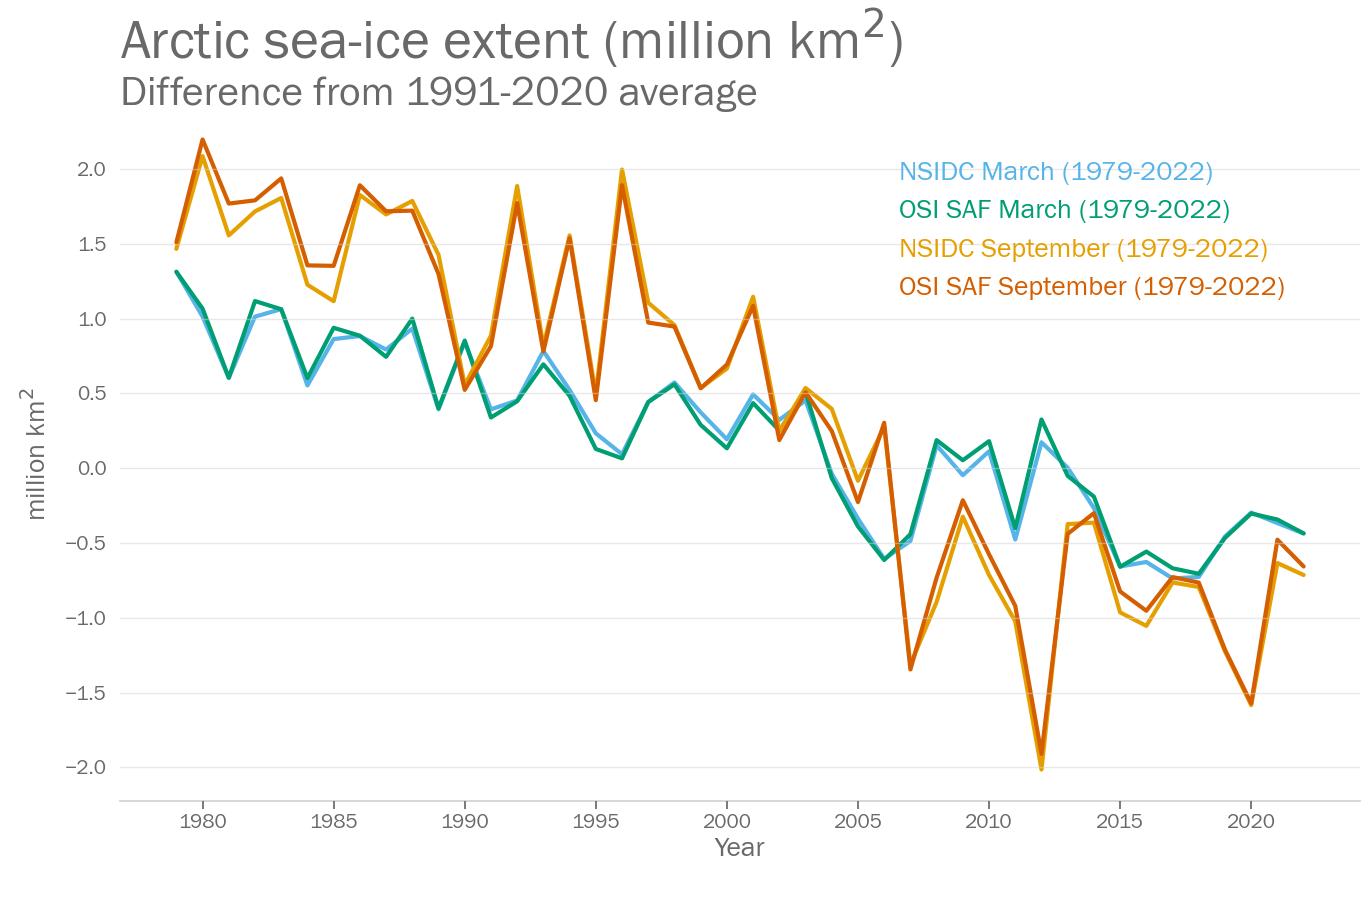 Arctic sea-ice extent (million km²)
Difference from 1991-2020 average
NSIDC March (1979-2022)
OSI SAF March (1979-2022)
NSIDC September (1979-2022)
OSI SAF September (1979-2022)
million km²
2.0
1.5
1.0
0.5
0.0
−0.5
−1.0
−1.5
−2.0
1980 1985 1990 1995 2000 2005 2010 2015 2020
Year